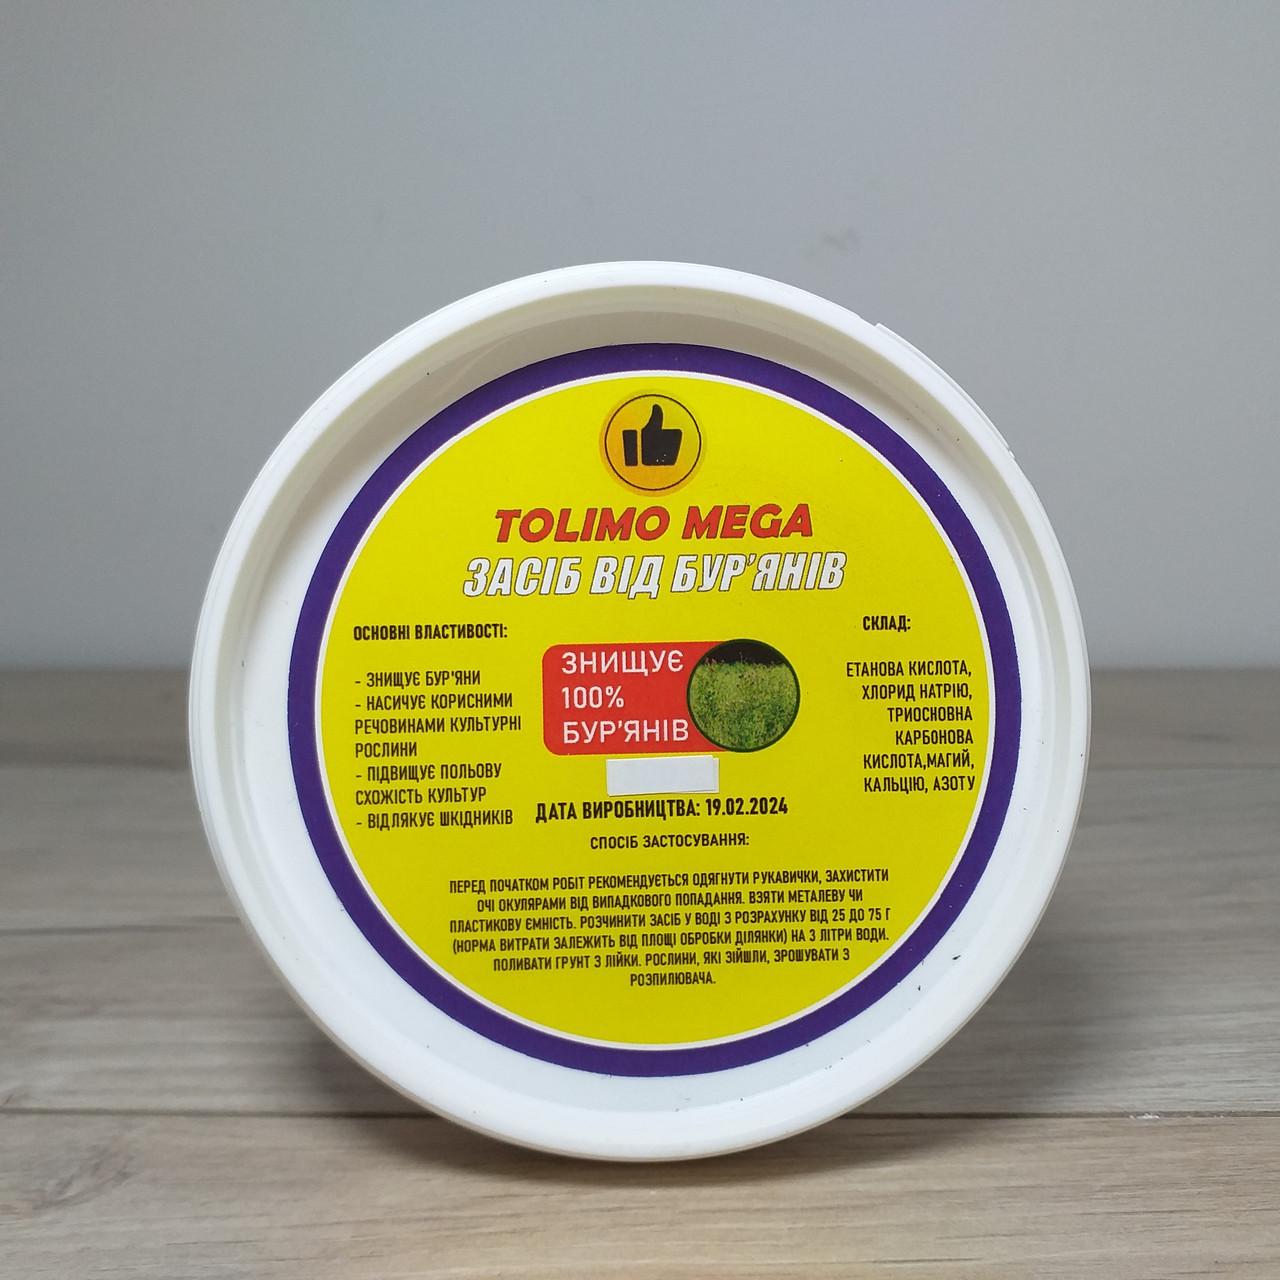 TOLIMO MEGA
ЗАСІБ ВІД БУР'ЯНІВ
ОСНОВНІ ВЛАСТИВОСТІ:
- ЗНИЩУЄ БУР'ЯНИ
- НАСИЧУЄ КОРИСНИМИ
РЕЧОВИНАМИ КУЛЬТУРНІ
РОСЛИНИ
- ПІДВИЩУЄ ПОЛЬОВУ
СХОЖІСТЬ КУЛЬТУР
- ВІДЛЯКУЄ ШКІДНИКІВ
ЗНИЩУЄ
100%
БУР'ЯНІВ
СКЛАД:
ЕТАНОВА КИСЛОТА,
ХЛОРИД НАТРІЮ,
ТРИОСНОВНА
КАРБОНОВА
КИСЛОТА,МАГИЙ,
КАЛЬЦІЮ, АЗОТУ
ДАТА ВИРОБНИЦТВА: 19.02.2024
СПОСІБ ЗАСТОСУВАННЯ:
ПЕРЕД ПОЧАТКОМ РОБІТ РЕКОМЕНДУЄТЬСЯ ОДЯГНУТИ РУКАВИЧКИ, ЗАХИСТИТИ
ОЧІ ОКУЛЯРАМИ ВІД ВИПАДКОВОГО ПОПАДАННЯ. ВЗЯТИ МЕТАЛЕВУ ЧИ
ПЛАСТИКОВУ ЄМНІСТЬ. РОЗЧИНИТИ ЗАСІБ У ВОДІ З РОЗРАХУНКУ ВІД 25 ДО 75 Г
(НОРМА ВИТРАТИ ЗАЛЕЖИТЬ ВІД ПЛОЩІ ОБРОБКИ ДІЛЯНКИ) НА 3 ЛІТРИ ВОДИ.
ПОЛИВАТИ ГРУНТ З ЛІЙКИ. РОСЛИНИ, ЯКІ ЗІЙШЛИ, ЗРОШУВАТИ З
РОЗПИЛЮВАЧА.